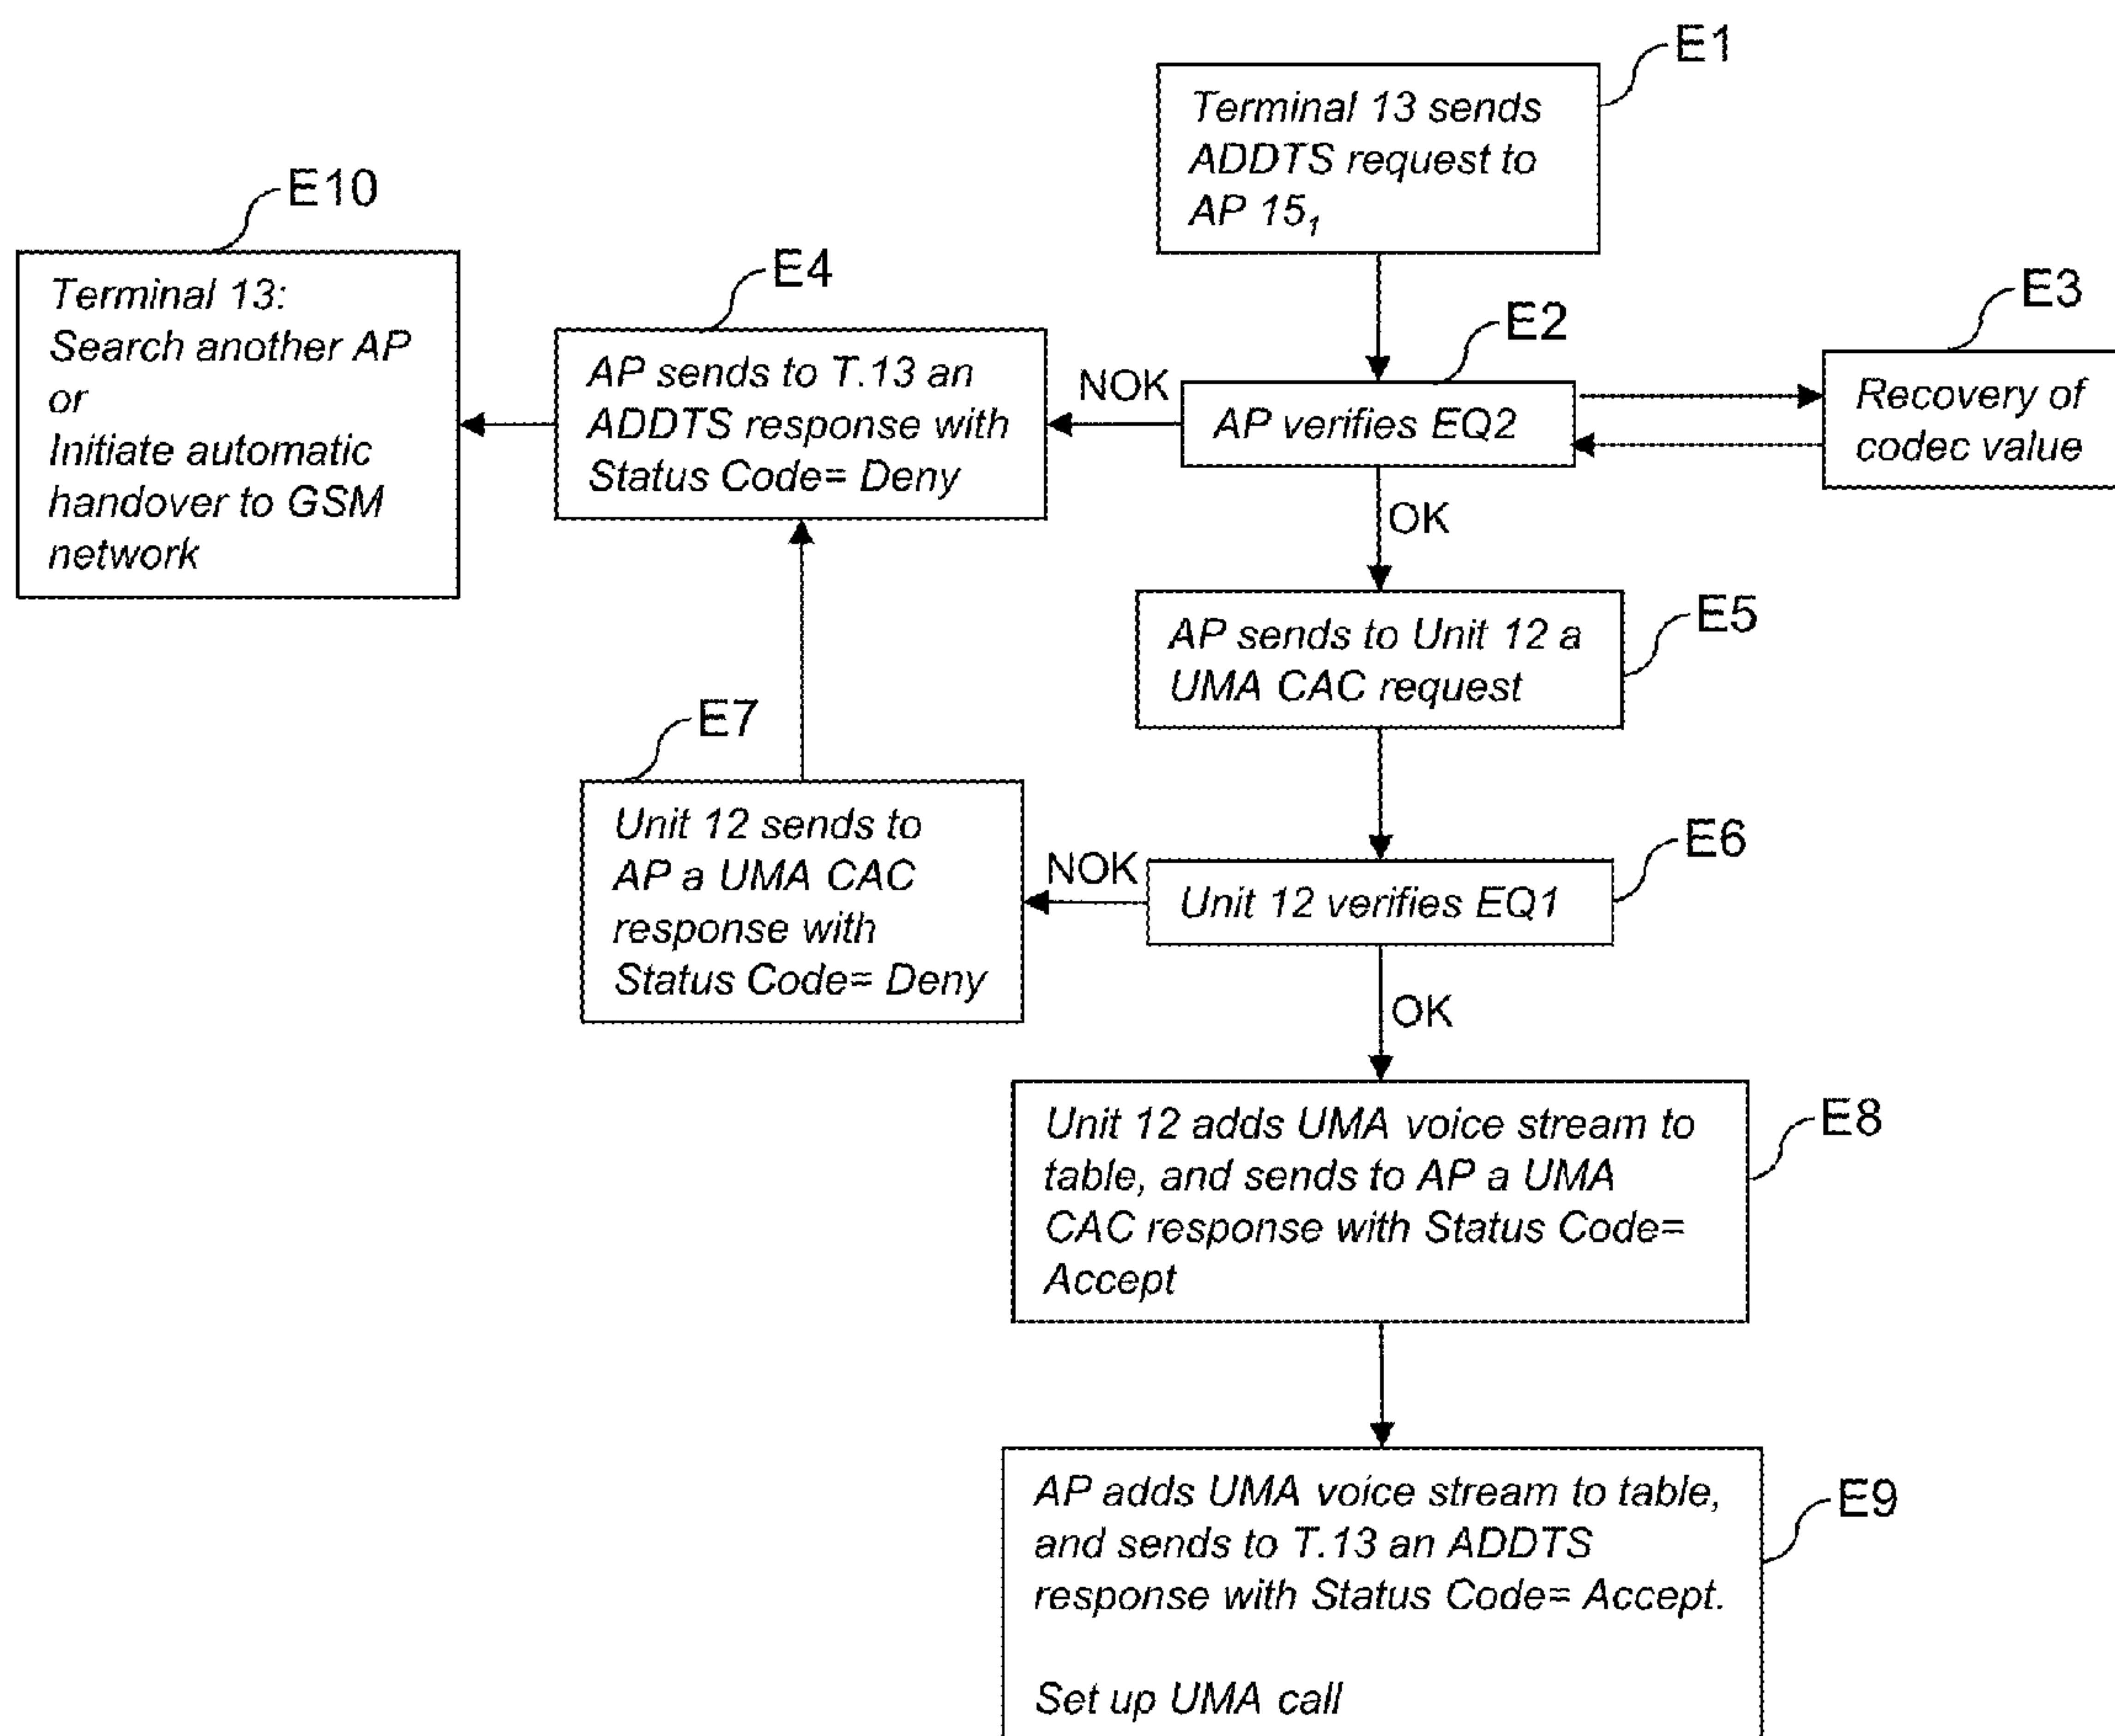 E1
Terminal 13 sends
ADDTS request to
AP 15₁
E10
Terminal 13:
Search another AP
or
Initiate automatic
handover to GSM
network
E4
AP sends to T.13 an
ADDTS response with
Status Code= Deny
NOK
E2
AP verifies EQ2
E3
Recovery of
codec value
OK
E5
AP sends to Unit 12 a
UMA CAC request
E7
Unit 12 sends to
AP a UMA CAC
response with
Status Code= Deny
NOK
E6
Unit 12 verifies EQ1
OK
E8
Unit 12 adds UMA voice stream to
table, and sends to AP a UMA
CAC response with Status Code=
Accept
E9
AP adds UMA voice stream to table,
and sends to T.13 an ADDTS
response with Status Code= Accept.
Set up UMA call